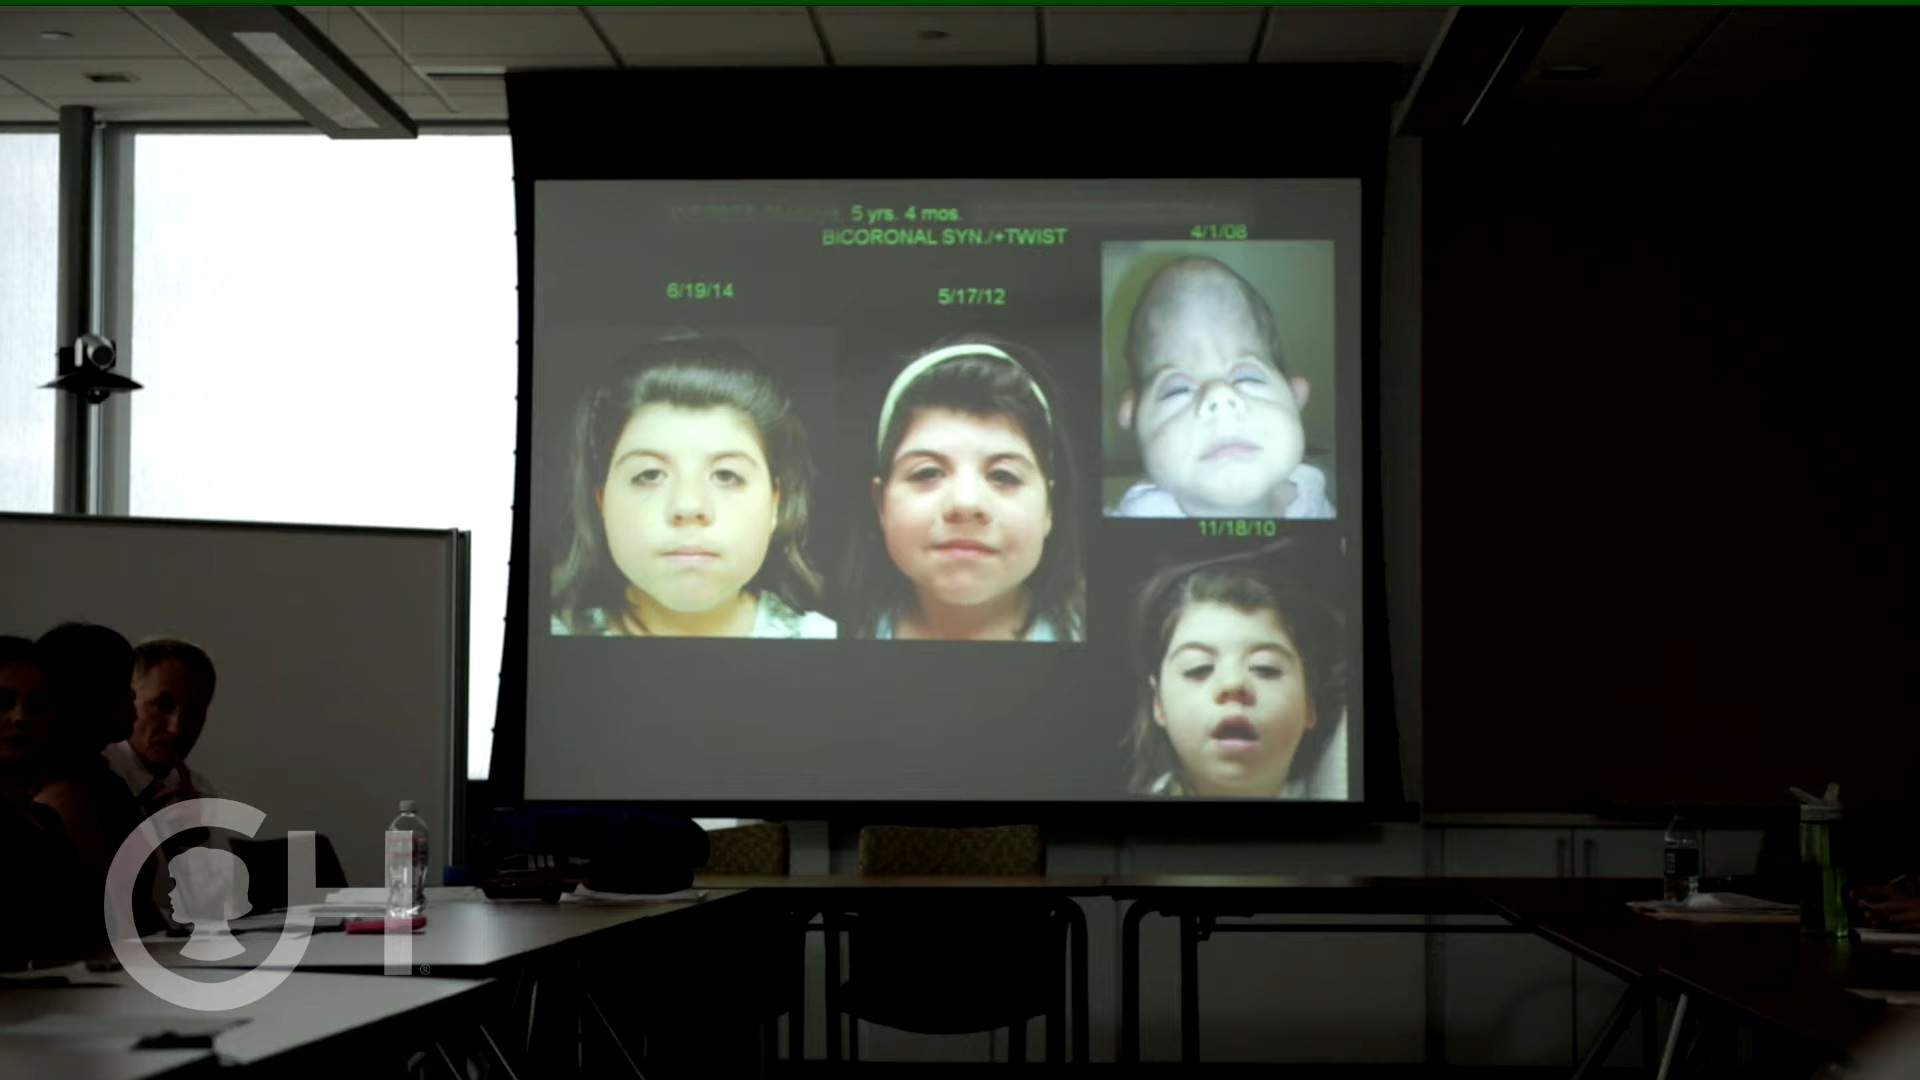 5 yrs. 4 mos.
BICORONAL SYN./+TWIST
4/1/08
6/19/14
5/17/12
11/18/10
CH
®